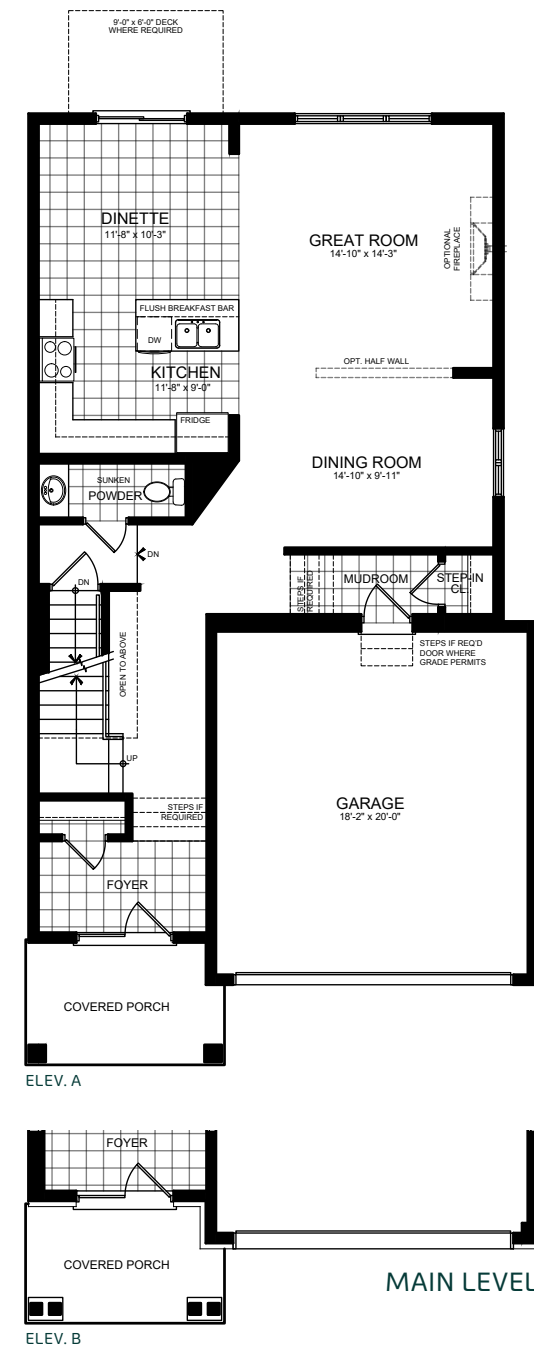 9'-0" x 6'-0" DECK
WHERE REQUIRED
DINETTE
11'-8" x 10'-3"
GREAT ROOM
14'-10" x 14'-3"
OPTIONAL
FIREPLACE
FLUSH BREAKFAST BAR
DW
OPT. HALF WALL
KITCHEN
11'-8" x 9'-0"
FRIDGE
DINING ROOM
14'-10" x 9'-11"
SUNKEN
POWDER
DN
DN
STEPS IF
REQUIRED
MUDROOM
STEP-IN
CL
OPEN TO ABOVE
STEPS IF REQ'D
DOOR WHERE
GRADE PERMITS
UP
STEPS IF
REQUIRED
GARAGE
18'-2" x 20'-0"
FOYER
COVERED PORCH
ELEV. A
FOYER
COVERED PORCH
MAIN LEVEL
ELEV. B